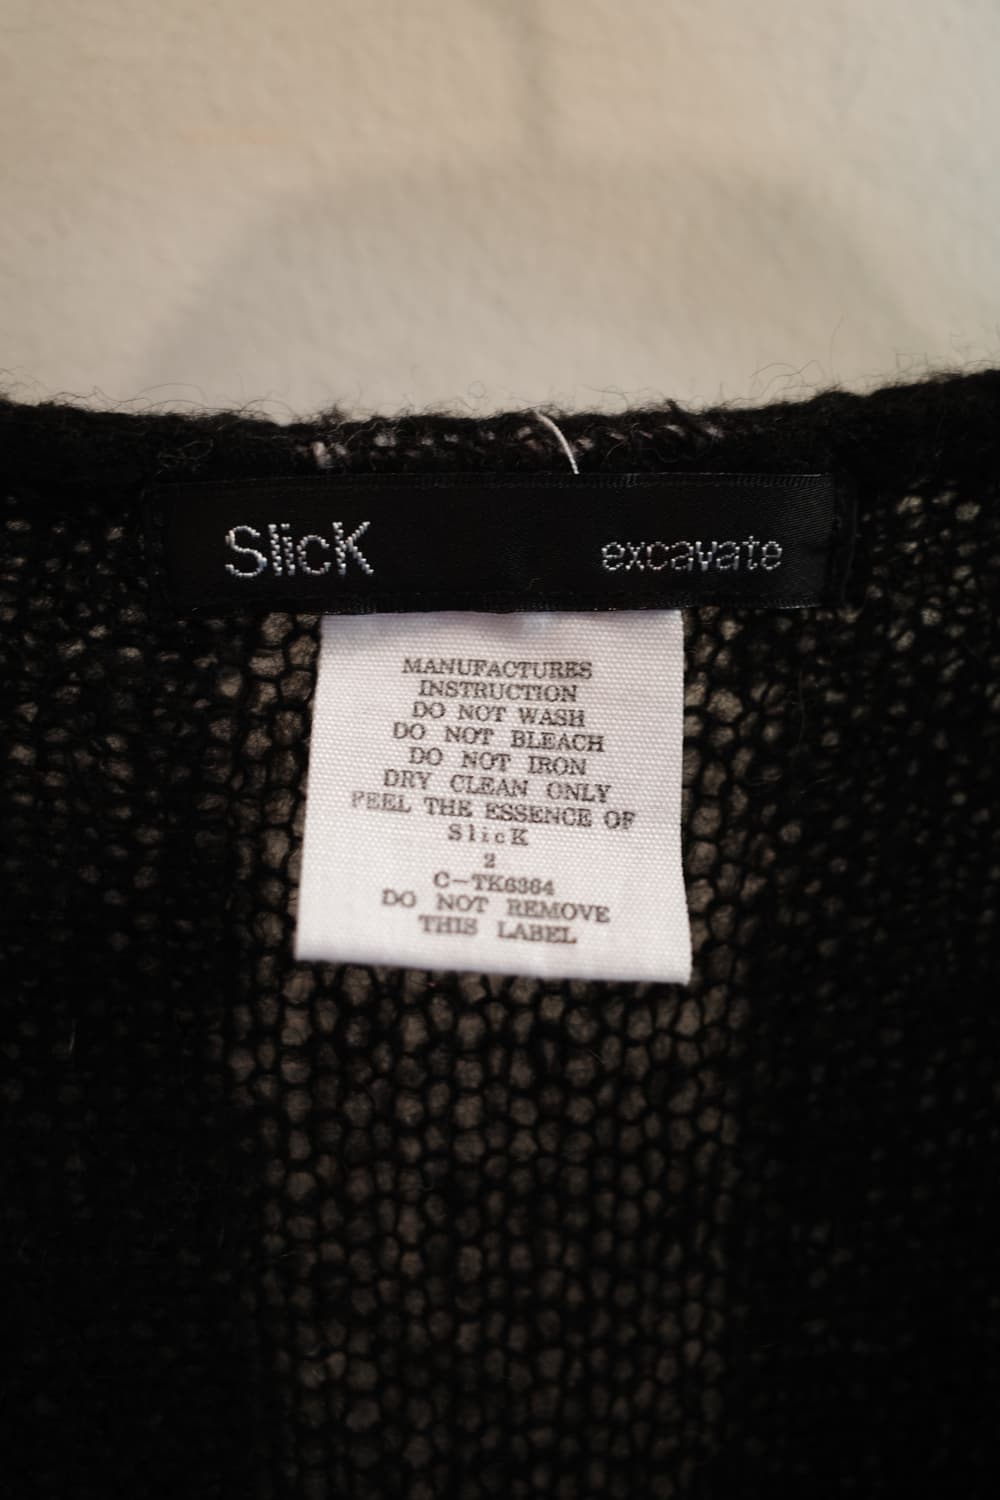 SlicK excavate
MANUFACTURES
INSTRUCTION
DO NOT WASH
DO NOT BLEACH
DO NOT IRON
DRY CLEAN ONLY
FEEL THE ESSENCE OF
SlicK
2
C-TK6364
DO NOT REMOVE
THIS LABEL